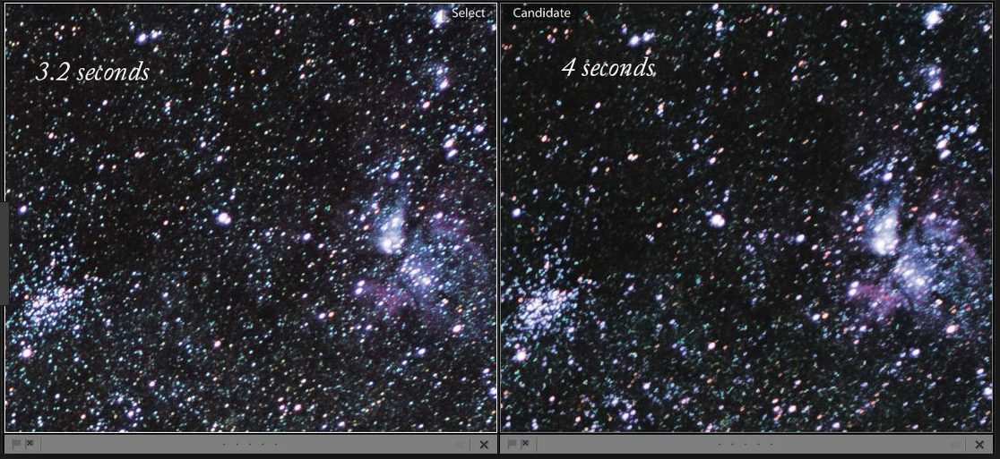 Select
3.2 seconds
Candidate
4 seconds